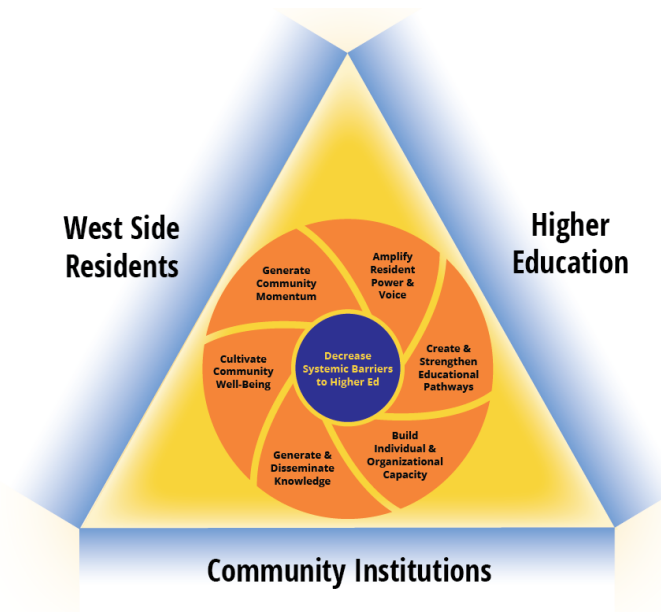 West Side
Residents
Higher
Education
Amplify
Resident
Power &
Voice
Generate
Community
Momentum
Create &
Strengthen
Educational
Pathways
Decrease
Systemic Barriers
to Higher Ed
Cultivate
Community
Well-Being
Build
Individual &
Organizational
Capacity
Generate &
Disseminate
Knowledge
Community Institutions